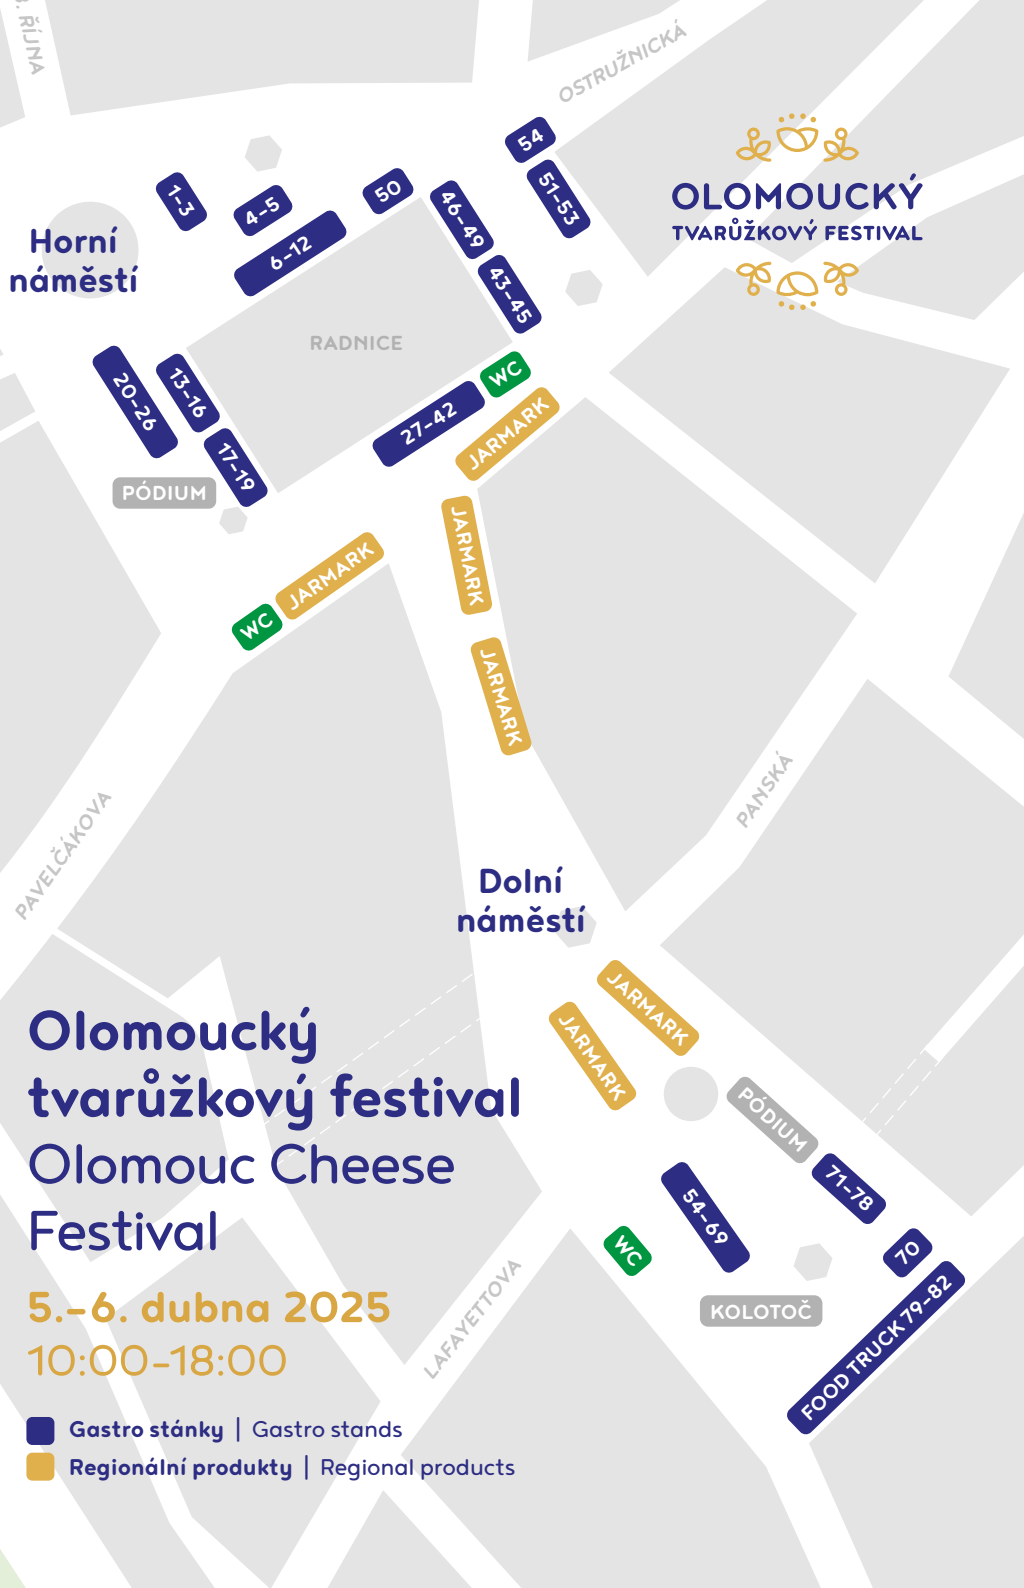 8. ŘÍJNA
OSTRUŽNICKÁ
OLOMOUCKÝ
TVARŮŽKOVÝ FESTIVAL
54
51-53
50
1-3
4-5
46-49
6-12
43-45
Horní
náměstí
RADNICE
20-26
13-16
17-19
PÓDIUM
27-42
WC
JARMARK
JARMARK
JARMARK
WC
JARMARK
PANSKÁ
PAVELČÁKOVA
Dolní
náměstí
JARMARK
JARMARK
PÓDIUM
71-78
54-69
WC
70
KOLOTOČ
FOOD TRUCK 79-82
LAFAYETTOVA
Olomoucký
tvarůžkový festival
Olomouc Cheese
Festival
5.-6. dubna 2025
10:00-18:00
Gastro stánky | Gastro stands
Regionální produkty | Regional products